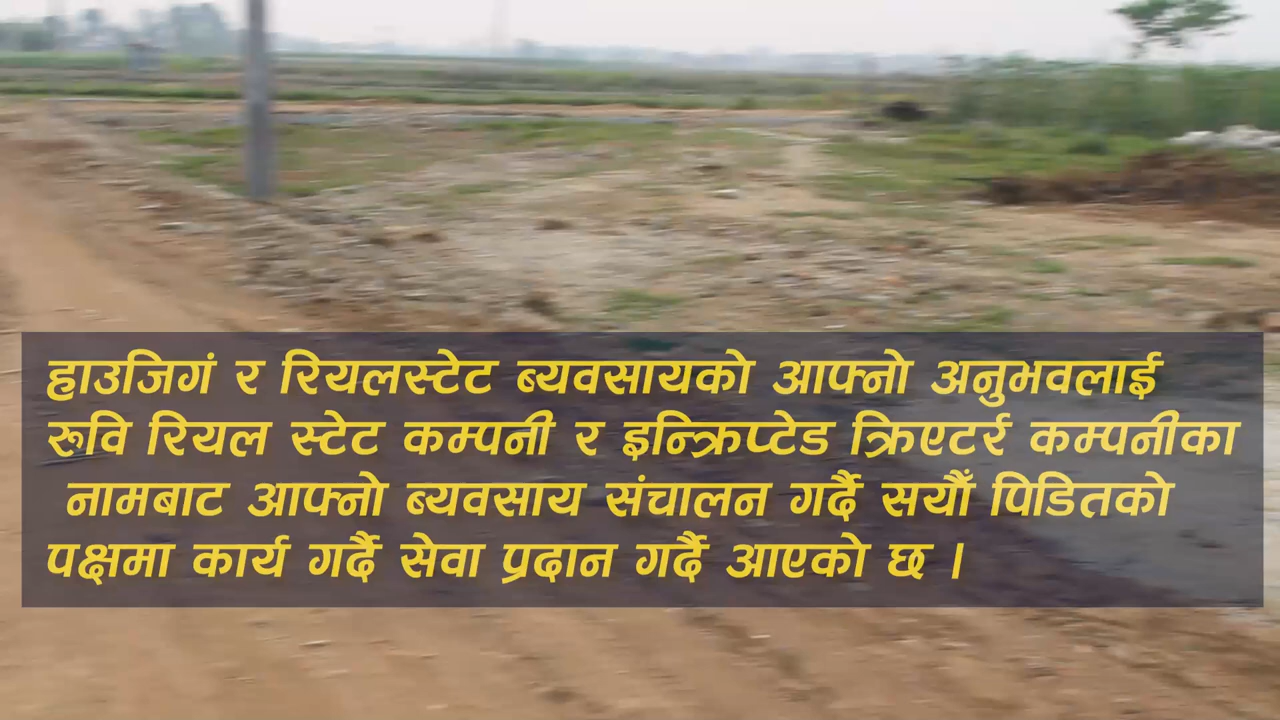 हाउजिगं र रियलस्टेट ब्यवसायको आफ्नो अनुभवलाई
रूवि रियल स्टेट कम्पनी र इन्क्रिप्टेड क्रिएटर्र कम्पनीका
नामबाट आफ्नो ब्यवसाय संचालन गर्दै सयौँ पिडितको
पक्षमा कार्य गर्दै सेवा प्रदान गर्दै आएको छ ।